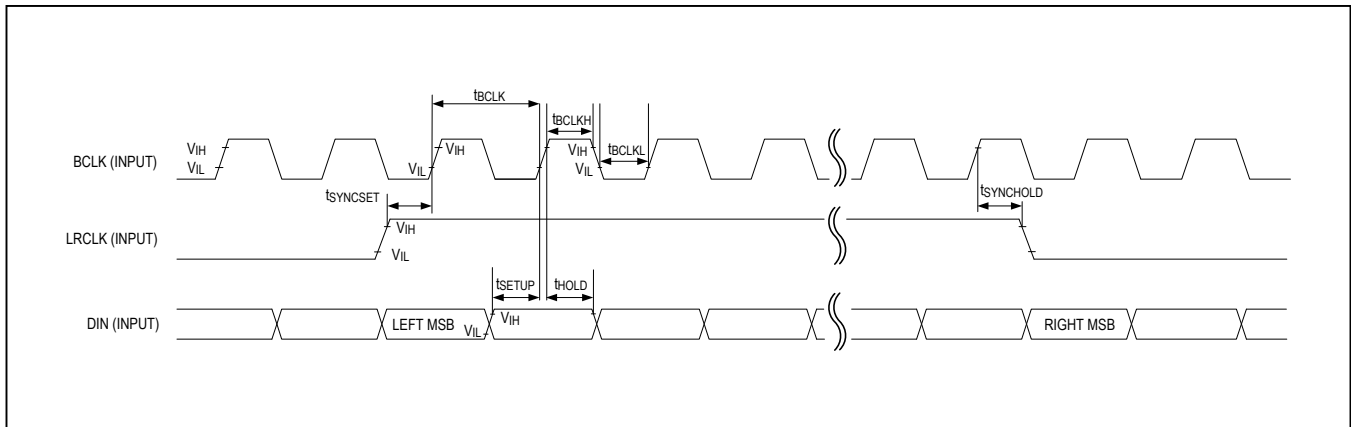 tBCLK
tBCLKH
VIH
VIH
VIH
BCLK (INPUT)
VIL
VIL
VIL
tBCLKL
tSYNCSET
tSYNCHOLD
VIH
LRCLK (INPUT)
VIL
tSETUP
tHOLD
DIN (INPUT)
LEFT MSB
VIH
VIL
RIGHT MSB